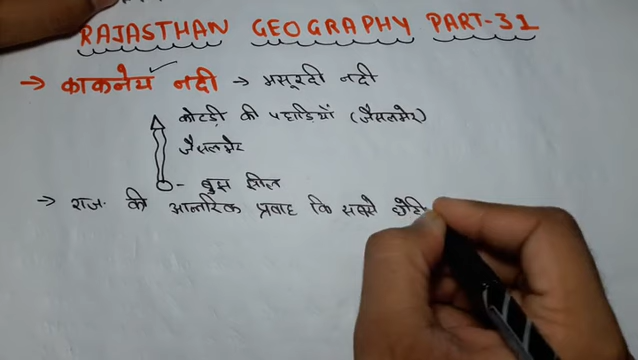 RAJASTHAN GEOGRAPHY PART-31
→ काकनेय नदी → मसूरदी नदी
कोटड़ी की पहाड़ियाँ (जैसलमेर)
जैसलमेर
- बुझ झील
→ राज. की आन्तरिक प्रवाह कि सबसे छोटी